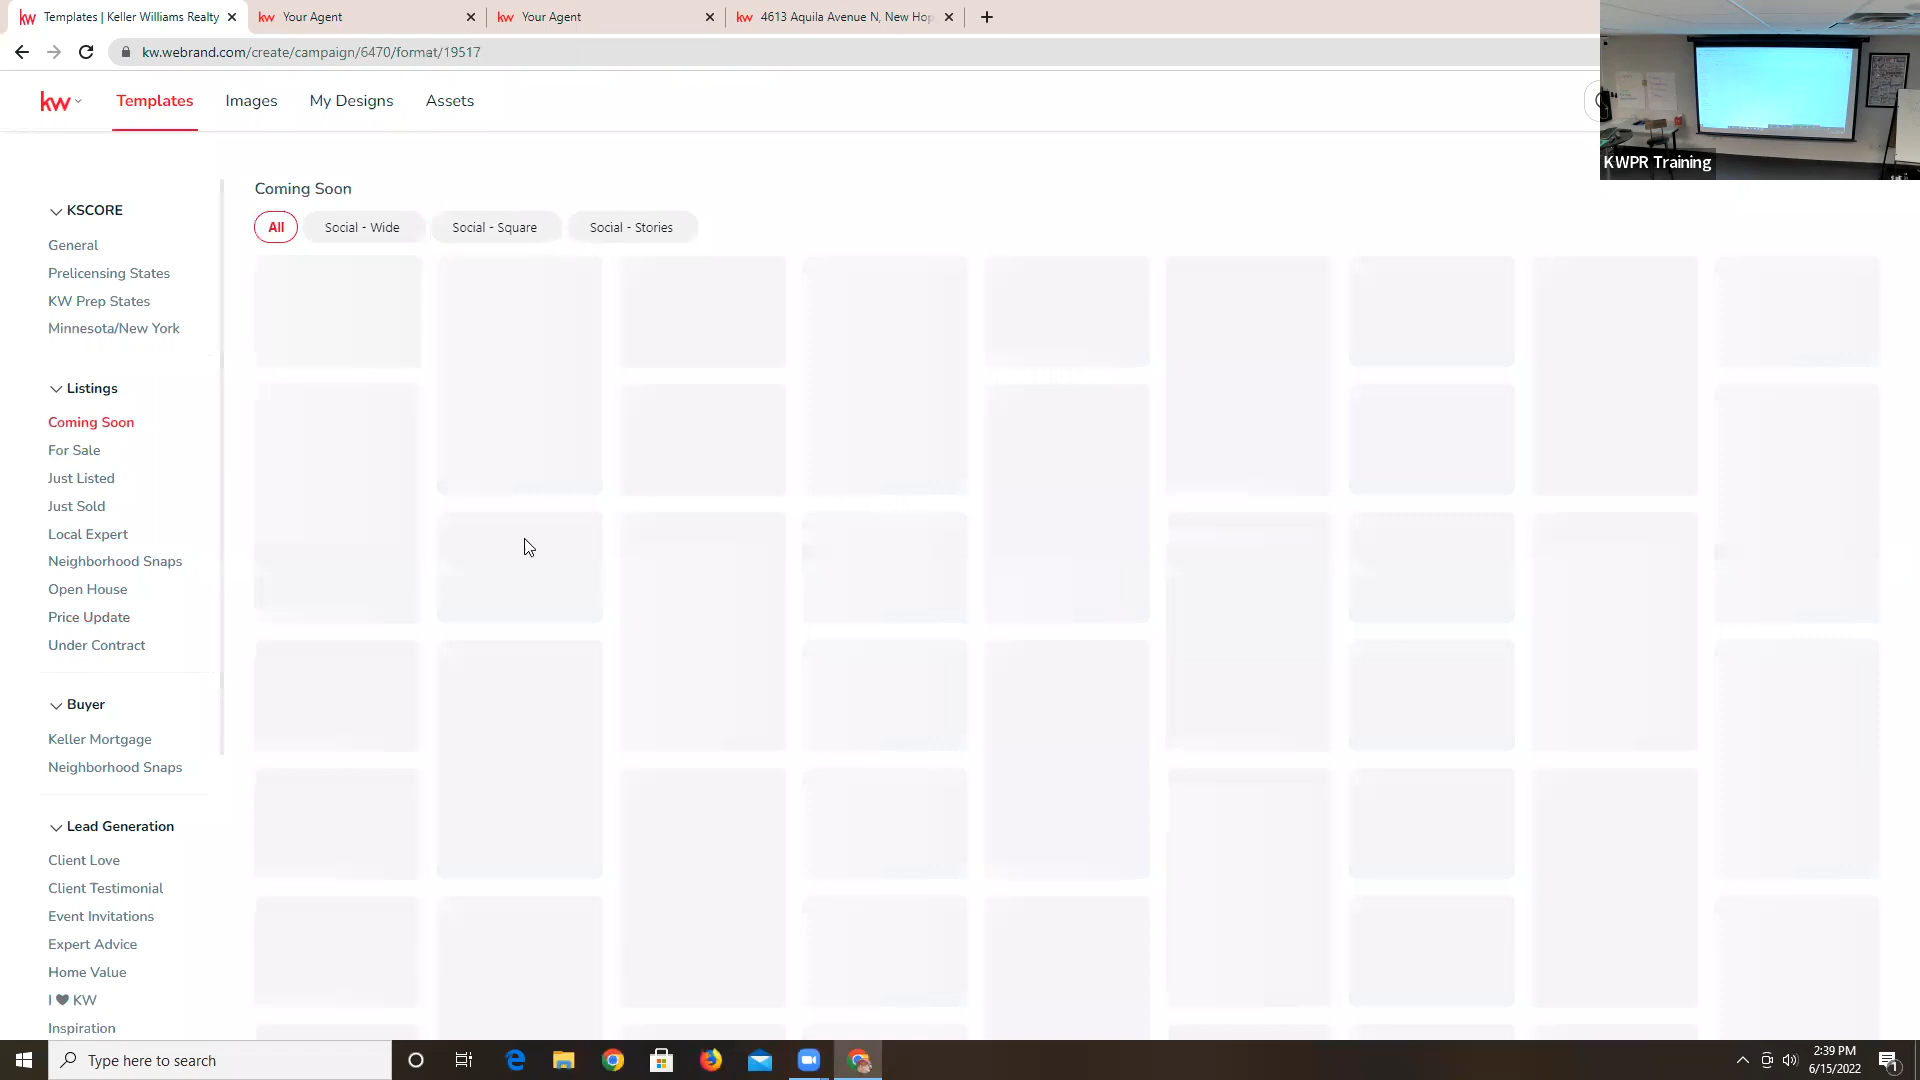 Templates | Keller Williams Realty
kw Your Agent
kw Your Agent
kw 4613 Aquila Avenue N, New Hop
kw.webrand.com/create/campaign/6470/format/19517
kw
Templates
Images
My Designs
Assets
KWPR Training
KSCORE
General
Prelicensing States
KW Prep States
Minnesota/New York
Listings
Coming Soon
For Sale
Just Listed
Just Sold
Local Expert
Neighborhood Snaps
Open House
Price Update
Under Contract
Buyer
Keller Mortgage
Neighborhood Snaps
Lead Generation
Client Love
Client Testimonial
Event Invitations
Expert Advice
Home Value
I ♥ KW
Inspiration
Coming Soon
All
Social - Wide
Social - Square
Social - Stories
Type here to search
2:39 PM
6/15/2022
1